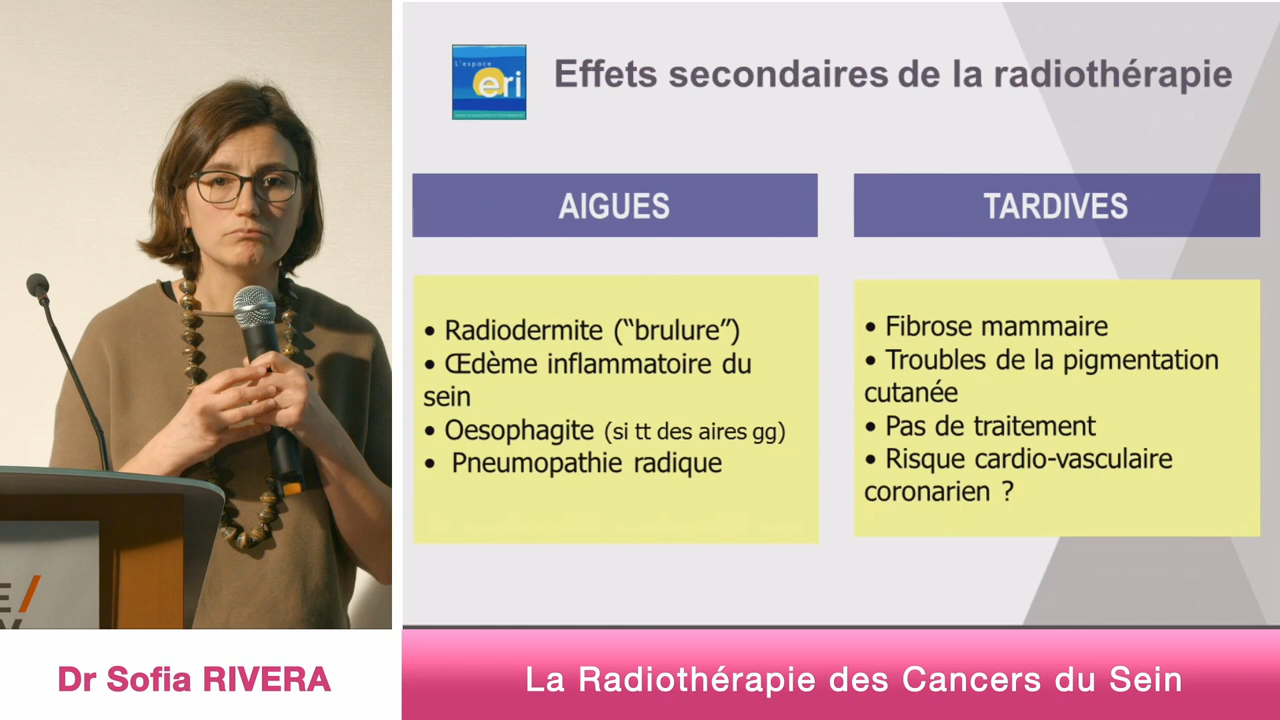 L'espace
eri
Effets secondaires de la radiothérapie
AIGUES
• Radiodermite (“brulure”)
• Œdème inflammatoire du
sein
• Oesophagite (si tt des aires gg)
• Pneumopathie radique
TARDIVES
• Fibrose mammaire
• Troubles de la pigmentation
cutanée
• Pas de traitement
• Risque cardio-vasculaire
coronarien ?
E/
Y
Dr Sofia RIVERA
La Radiothérapie des Cancers du Sein